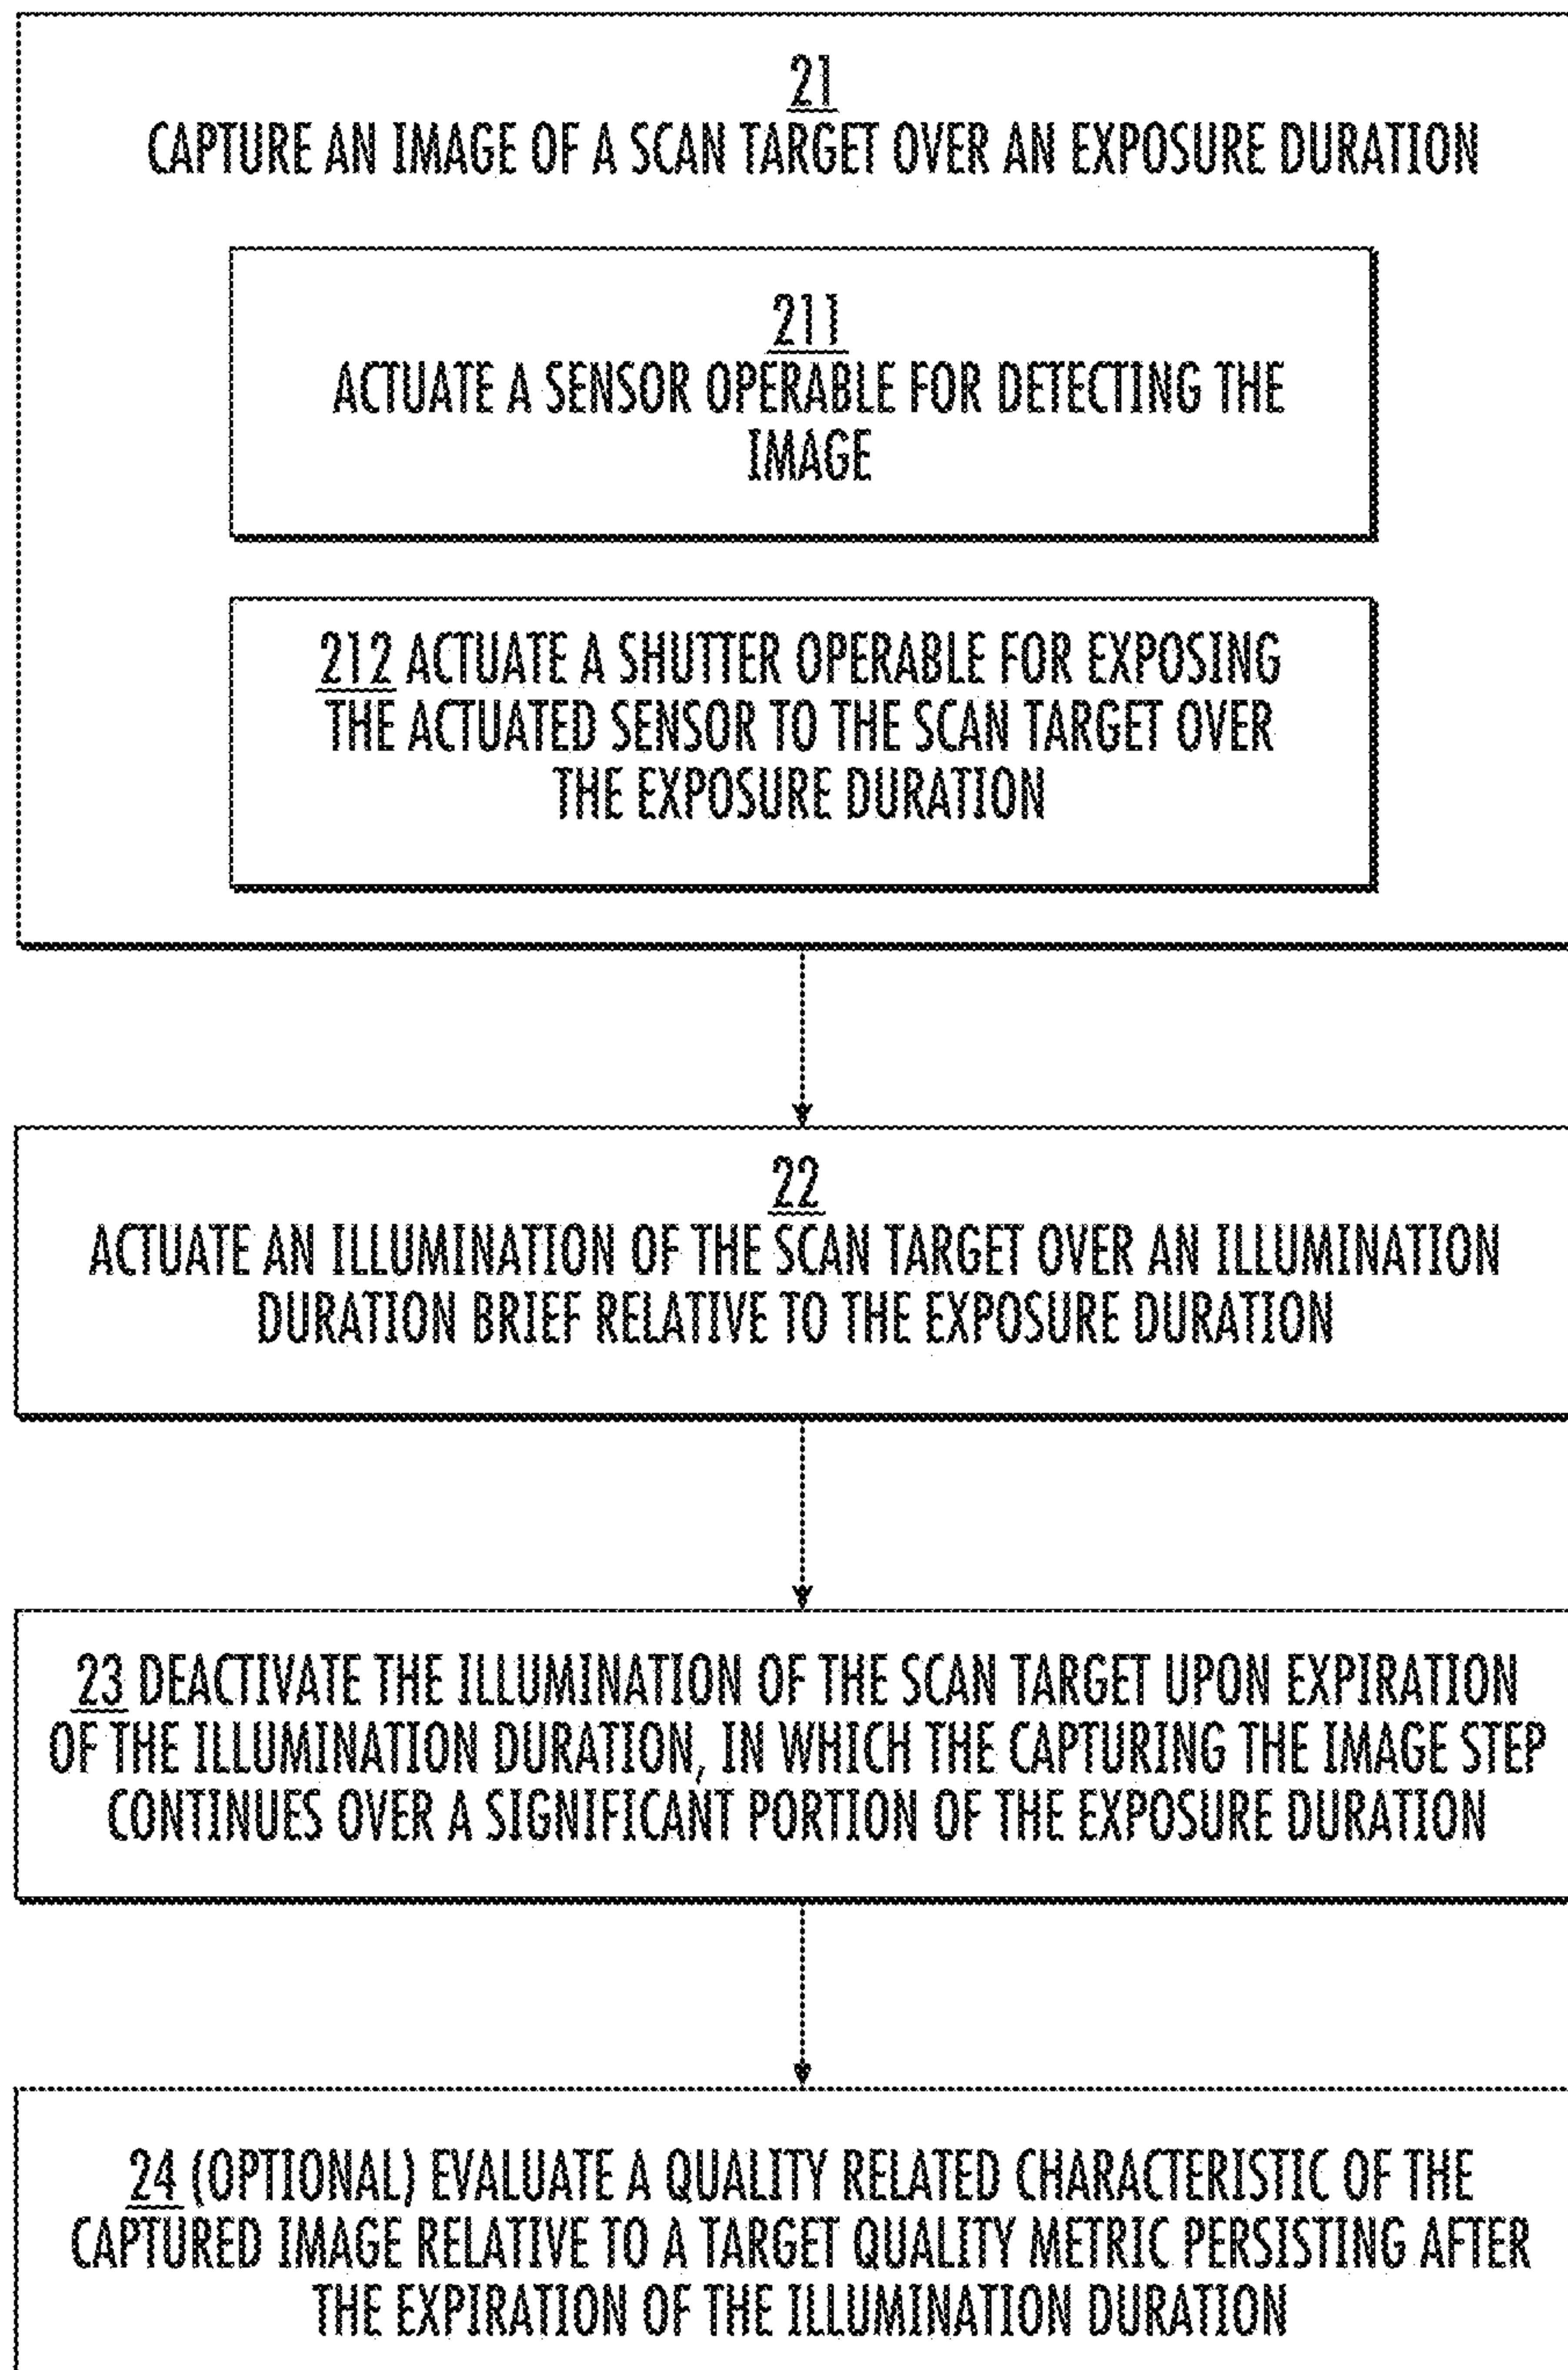 21
CAPTURE AN IMAGE OF A SCAN TARGET OVER AN EXPOSURE DURATION
211
ACTUATE A SENSOR OPERABLE FOR DETECTING THE
IMAGE
212 ACTUATE A SHUTTER OPERABLE FOR EXPOSING
THE ACTUATED SENSOR TO THE SCAN TARGET OVER
THE EXPOSURE DURATION
22
ACTUATE AN ILLUMINATION OF THE SCAN TARGET OVER AN ILLUMINATION
DURATION BRIEF RELATIVE TO THE EXPOSURE DURATION
23 DEACTIVATE THE ILLUMINATION OF THE SCAN TARGET UPON EXPIRATION
OF THE ILLUMINATION DURATION, IN WHICH THE CAPTURING THE IMAGE STEP
CONTINUES OVER A SIGNIFICANT PORTION OF THE EXPOSURE DURATION
24 (OPTIONAL) EVALUATE A QUALITY RELATED CHARACTERISTIC OF THE
CAPTURED IMAGE RELATIVE TO A TARGET QUALITY METRIC PERSISTING AFTER
THE EXPIRATION OF THE ILLUMINATION DURATION